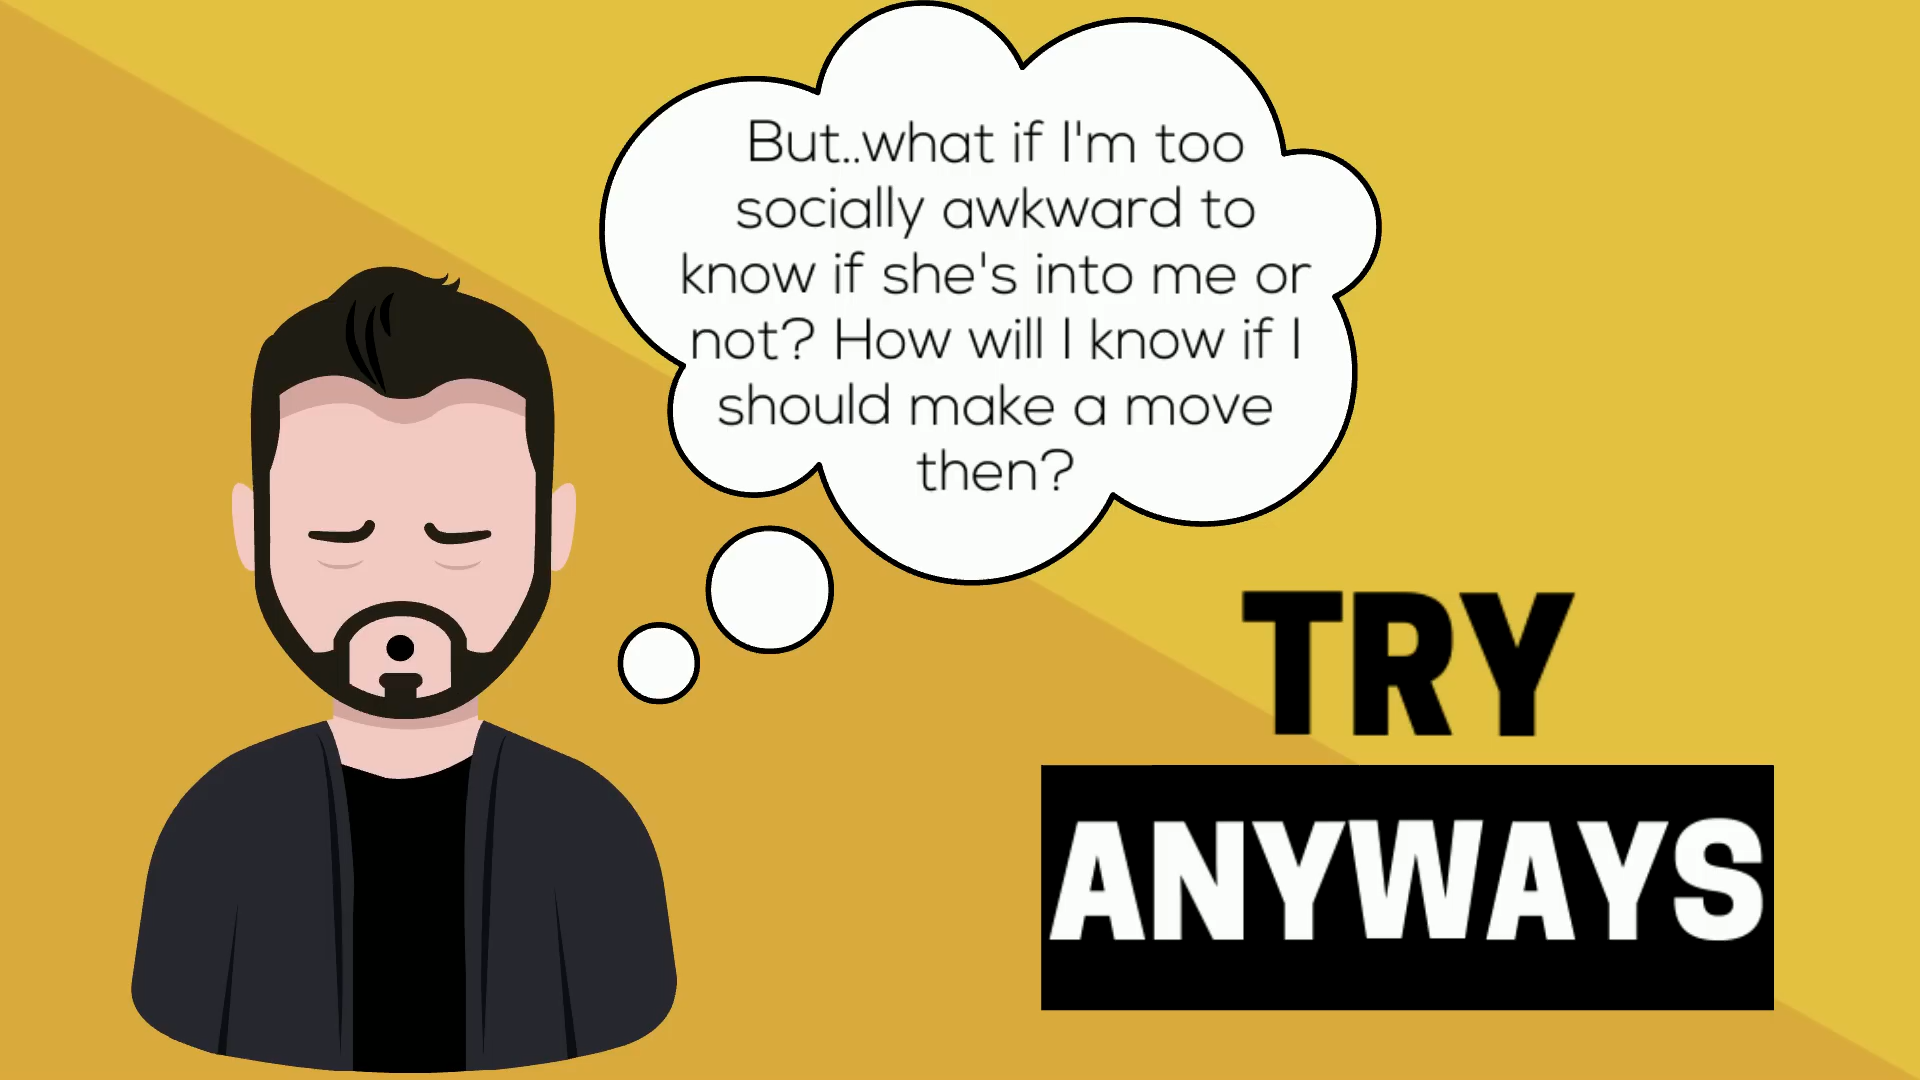 But..what if I'm too
socially awkward to
know if she's into me or
not? How will I know if I
should make a move
then?
TRY
ANYWAYS